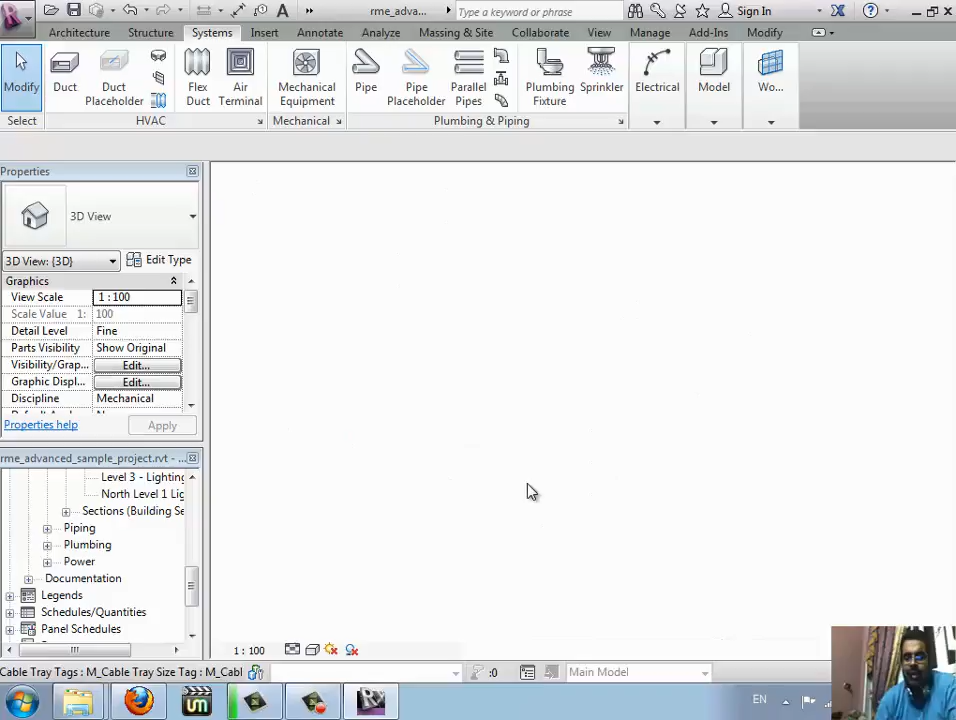 rme_adva...
Type a keyword or phrase
Sign In
Architecture Structure Systems Insert Annotate Analyze Massing & Site Collaborate View Manage Add-Ins Modify
Modify
Duct
Duct Placeholder
Flex Duct
Air Terminal
Mechanical Equipment
Pipe
Pipe Placeholder
Parallel Pipes
Plumbing Fixture
Sprinkler
Electrical
Model
Wo...
Select HVAC Mechanical Plumbing & Piping
Properties
3D View
3D View: {3D} Edit Type
Graphics
View Scale 1 : 100
Scale Value 1: 100
Detail Level Fine
Parts Visibility Show Original
Visibility/Grap... Edit...
Graphic Displ... Edit...
Discipline Mechanical
Properties help Apply
rme_advanced_sample_project.rvt - ...
Level 3 - Lighting
North Level 1 Lig
Sections (Building Se
Piping
Plumbing
Power
Documentation
Legends
Schedules/Quantities
Panel Schedules
1 : 100
Cable Tray Tags : M_Cable Tray Size Tag : M_Cabl
:0
Main Model
um
EN